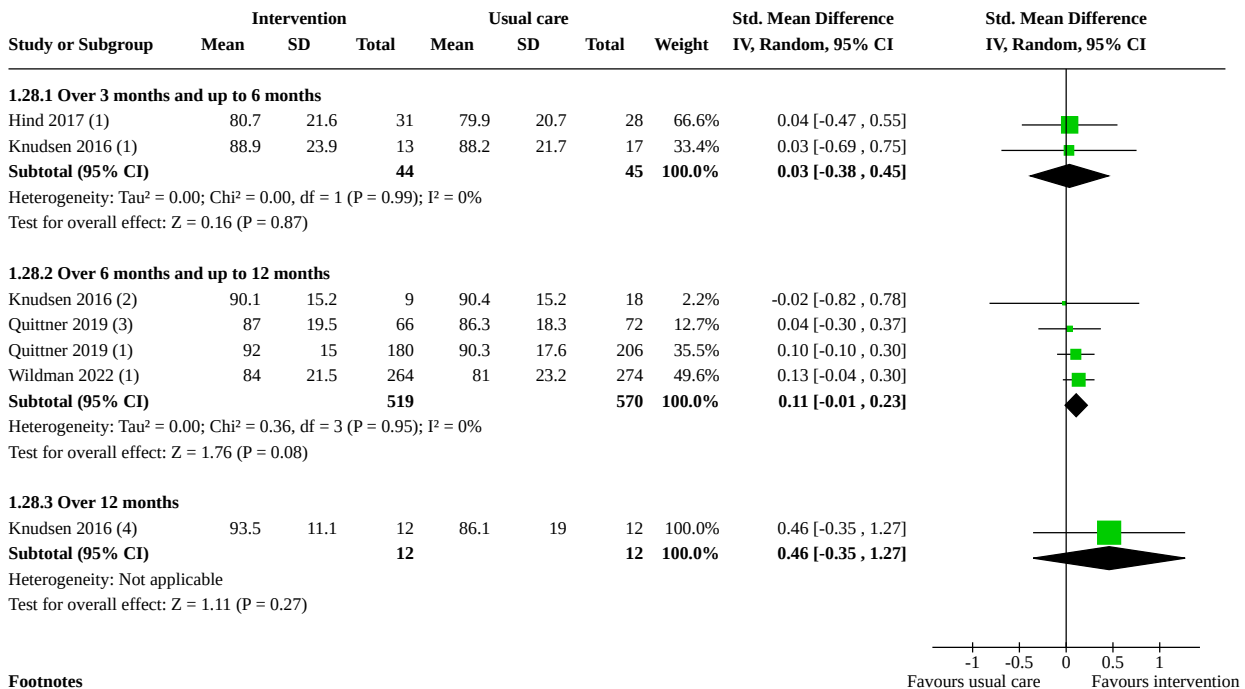 Intervention Usual care Std. Mean Difference Std. Mean Difference
Study or Subgroup Mean SD Total Mean SD Total Weight IV, Random, 95% CI IV, Random, 95% CI
1.28.1 Over 3 months and up to 6 months
Hind 2017 (1) 80.7 21.6 31 79.9 20.7 28 66.6% 0.04 [-0.47 , 0.55]
Knudsen 2016 (1) 88.9 23.9 13 88.2 21.7 17 33.4% 0.03 [-0.69 , 0.75]
Subtotal (95% CI) 44 45 100.0% 0.03 [-0.38 , 0.45]
Heterogeneity: Tau² = 0.00; Chi² = 0.00, df = 1 (P = 0.99); I² = 0%
Test for overall effect: Z = 0.16 (P = 0.87)
1.28.2 Over 6 months and up to 12 months
Knudsen 2016 (2) 90.1 15.2 9 90.4 15.2 18 2.2% -0.02 [-0.82 , 0.78]
Quittner 2019 (3) 87 19.5 66 86.3 18.3 72 12.7% 0.04 [-0.30 , 0.37]
Quittner 2019 (1) 92 15 180 90.3 17.6 206 35.5% 0.10 [-0.10 , 0.30]
Wildman 2022 (1) 84 21.5 264 81 23.2 274 49.6% 0.13 [-0.04 , 0.30]
Subtotal (95% CI) 519 570 100.0% 0.11 [-0.01 , 0.23]
Heterogeneity: Tau² = 0.00; Chi² = 0.36, df = 3 (P = 0.95); I² = 0%
Test for overall effect: Z = 1.76 (P = 0.08)
1.28.3 Over 12 months
Knudsen 2016 (4) 93.5 11.1 12 86.1 19 12 100.0% 0.46 [-0.35 , 1.27]
Subtotal (95% CI) 12 12 100.0% 0.46 [-0.35 , 1.27]
Heterogeneity: Not applicable
Test for overall effect: Z = 1.11 (P = 0.27)
-1 -0.5 0 0.5 1
Footnotes Favours usual care Favours intervention